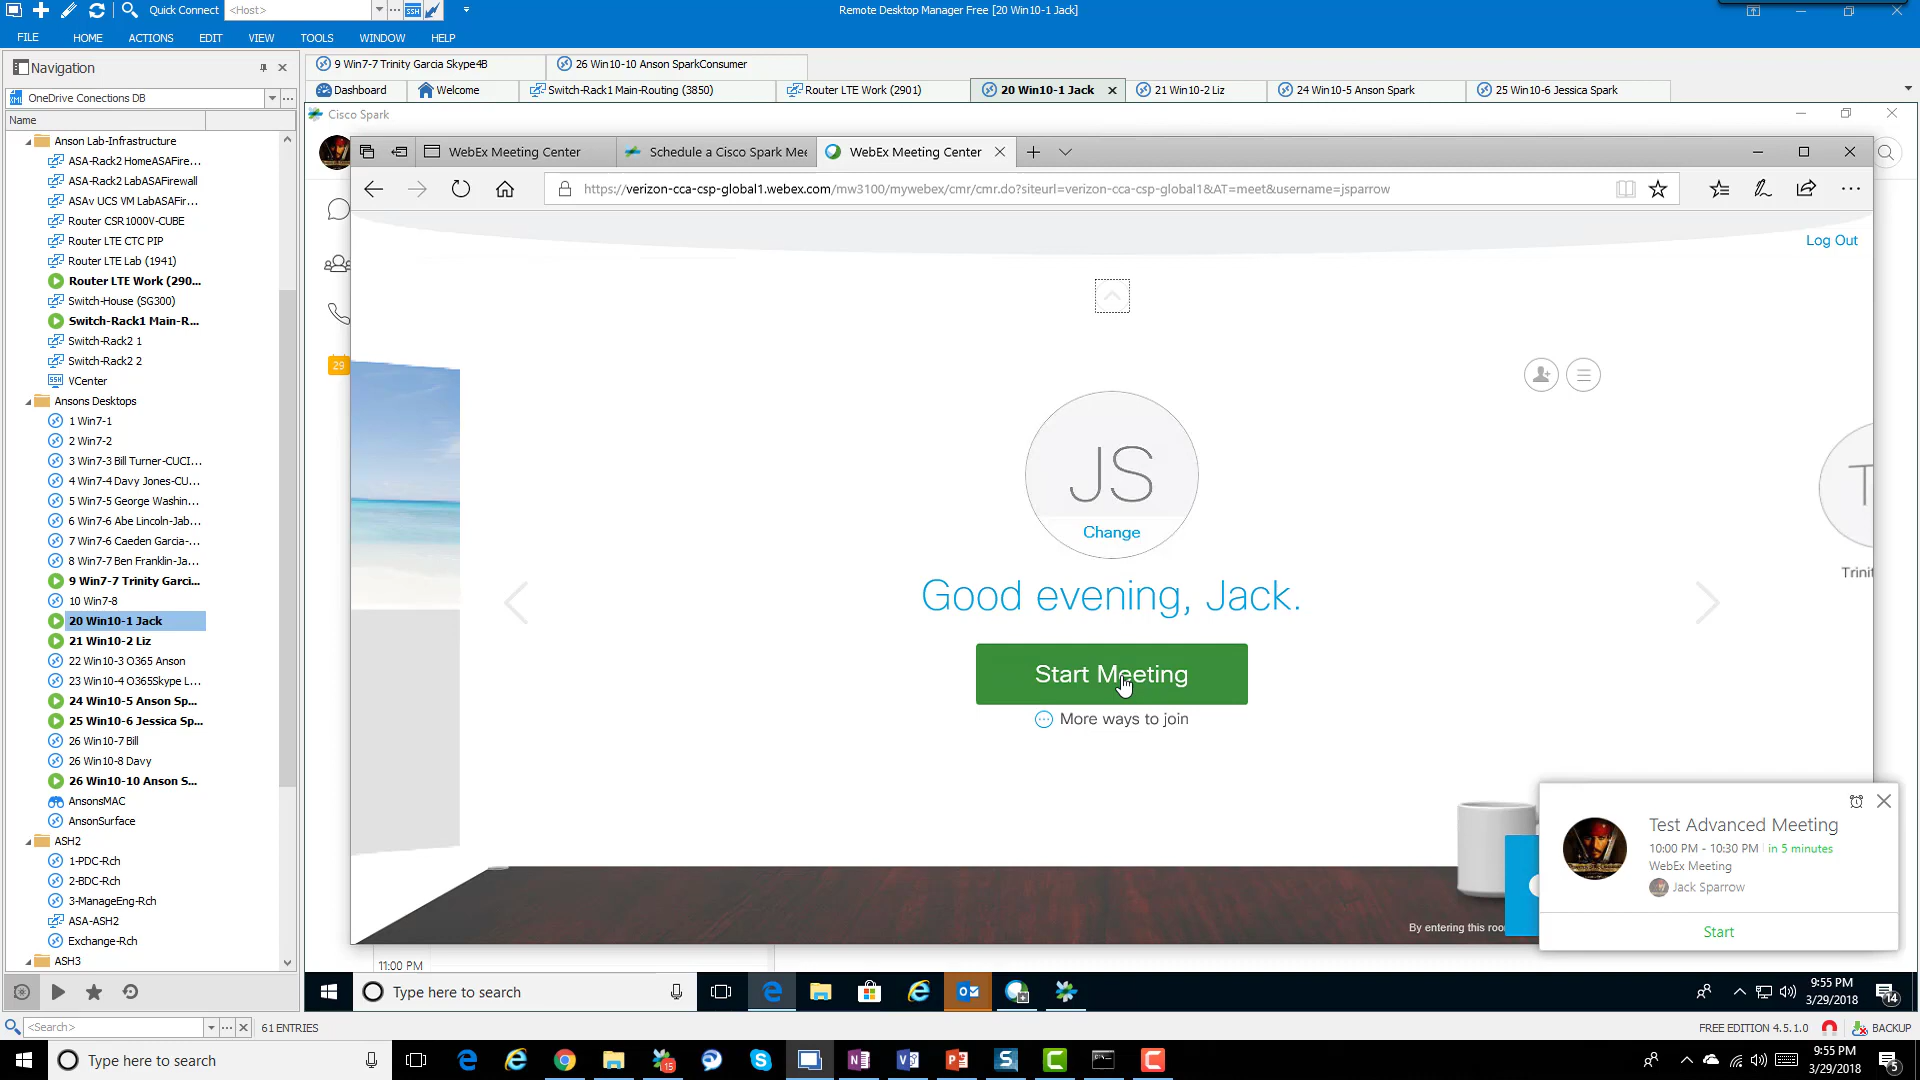 Quick Connect
<Host>
Remote Desktop Manager Free [20 Win10-1 Jack]
FILE
HOME
ACTIONS
EDIT
VIEW
TOOLS
WINDOW
HELP
Navigation
OneDrive Conections DB
Name
Anson Lab-Infrastructure
ASA-Rack2 HomeASAFire...
ASA-Rack2 LabASAFirewall
ASAv UCS VM LabASAFir...
Router CSR1000V-CUBE
Router LTE CTC PIP
Router LTE Lab (1941)
Router LTE Work (290...
Switch-House (SG300)
Switch-Rack1 Main-R...
Switch-Rack2 1
Switch-Rack2 2
SSH VCenter
Ansons Desktops
1 Win7-1
2 Win7-2
3 Win7-3 Bill Turner-CUCI...
4 Win7-4 Davy Jones-CU...
5 Win7-5 George Washin...
6 Win7-6 Abe Lincoln-Jab...
7 Win7-6 Caeden Garcia-...
8 Win7-7 Ben Franklin-Ja...
9 Win7-7 Trinity Garci...
10 Win7-8
20 Win10-1 Jack
21 Win10-2 Liz
22 Win10-3 O365 Anson
23 Win10-4 O365Skype L...
24 Win10-5 Anson Sp...
25 Win10-6 Jessica Sp...
26 Win10-7 Bill
26 Win10-8 Davy
26 Win10-10 Anson S...
AnsonsMAC
AnsonSurface
ASH2
1-PDC-Rch
2-BDC-Rch
3-ManageEng-Rch
ASA-ASH2
Exchange-Rch
ASH3
<Search>
61 ENTRIES
9 Win7-7 Trinity Garcia Skype4B
26 Win10-10 Anson SparkConsumer
Dashboard
Welcome
Switch-Rack1 Main-Routing (3850)
Router LTE Work (2901)
20 Win10-1 Jack
21 Win10-2 Liz
24 Win10-5 Anson Spark
25 Win10-6 Jessica Spark
Cisco Spark
WebEx Meeting Center
Schedule a Cisco Spark Mee
WebEx Meeting Center
https://verizon-cca-csp-global1.webex.com/mw3100/mywebex/cmr/cmr.do?siteurl=verizon-cca-csp-global1&AT=meet&username=jsparrow
Log Out
29
JS
Change
Good evening, Jack.
Start Meeting
More ways to join
Trinit
By entering this roo
Test Advanced Meeting
10:00 PM - 10:30 PM in 5 minutes
WebEx Meeting
Jack Sparrow
Start
11:00 PM
Type here to search
9:55 PM
3/29/2018
14
FREE EDITION 4.5.1.0
BACKUP
Type here to search
15
9:55 PM
3/29/2018
5